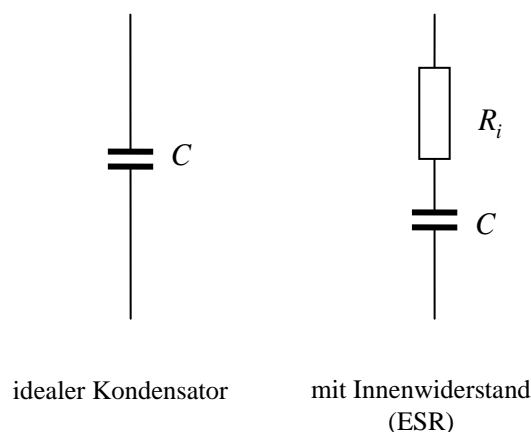 C
R_i
C
idealer Kondensator
mit Innenwiderstand
(ESR)